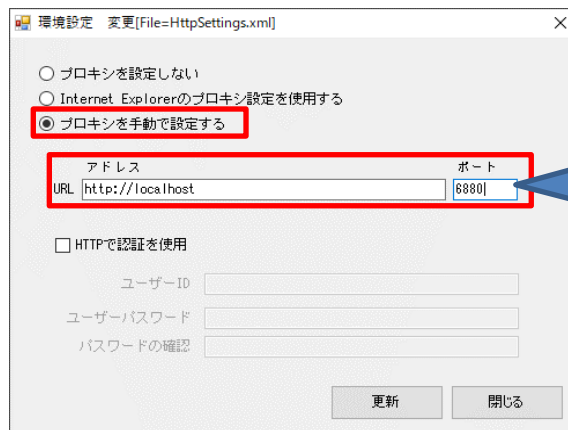 環境設定　変更[File=HttpSettings.xml]
プロキシを設定しない
Internet Explorerのプロキシ設定を使用する
プロキシを手動で設定する
アドレス ポート
URL http://localhost 6880
HTTPで認証を使用
ユーザーID
ユーザーパスワード
パスワードの確認
更新 閉じる